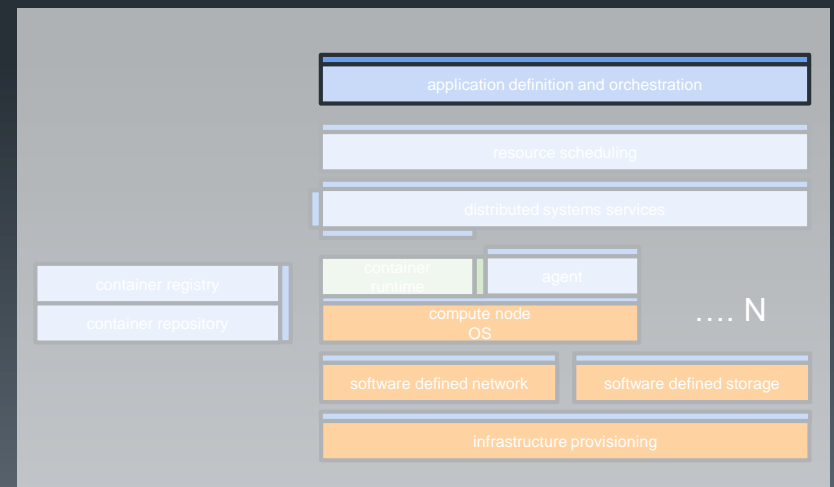 application definition and orchestration
resource scheduling
distributed systems services
container registry
container repository
container
runtime
agent
compute node
OS
.... N
software defined network
software defined storage
infrastructure provisioning